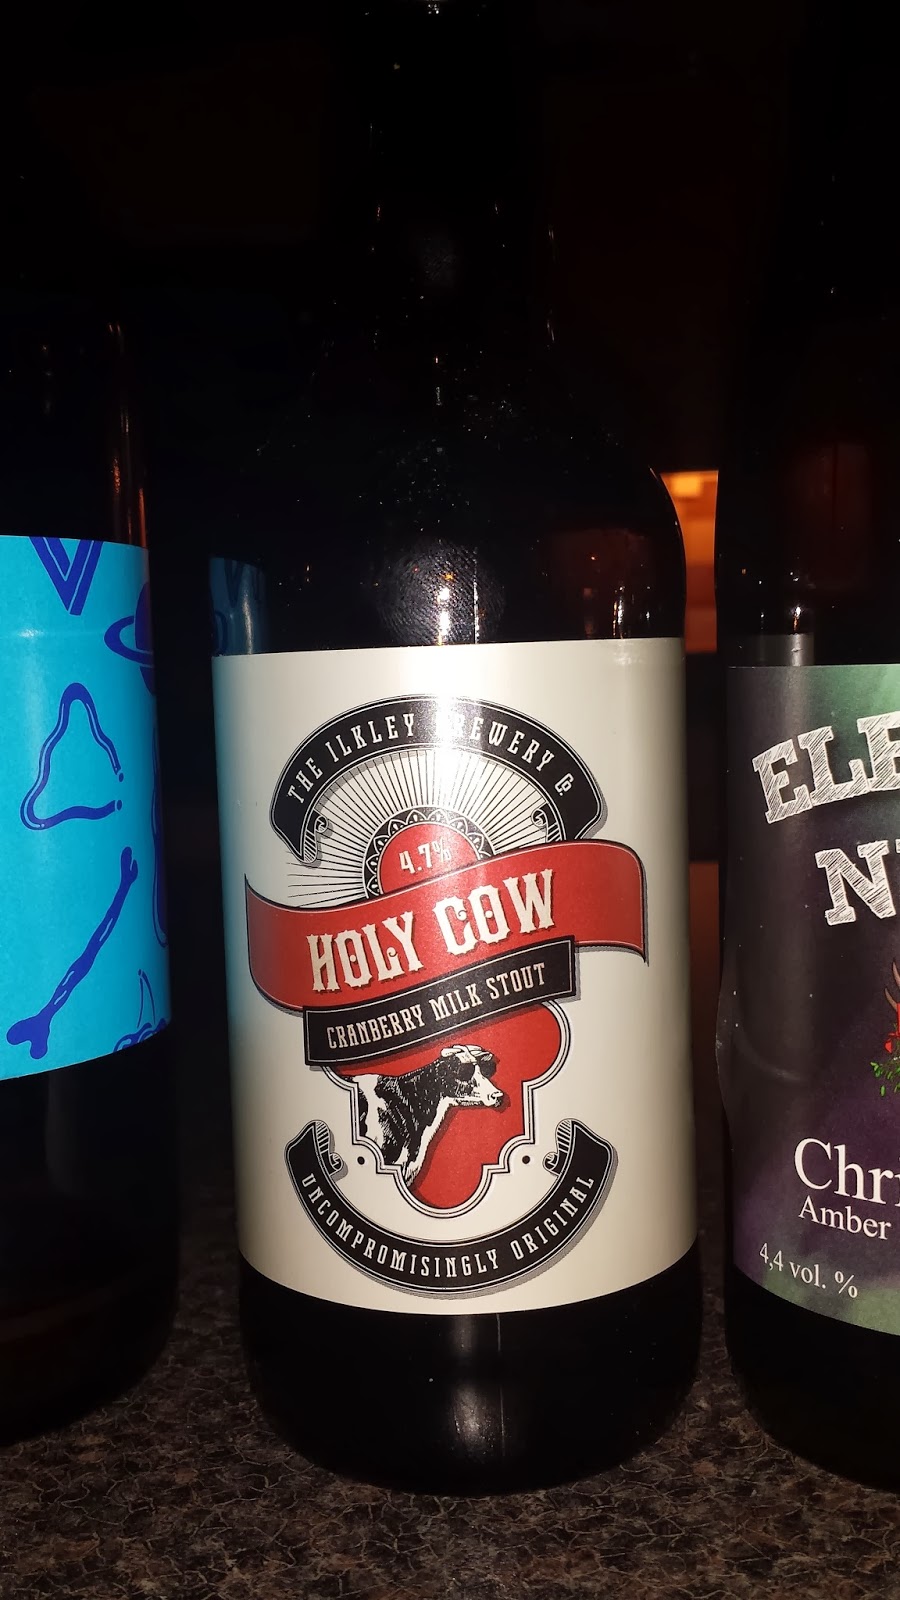 THE ILKLEY BREWERY Co.
4.7%
HOLY COW
CRANBERRY MILK STOUT
UNCOMPROMISINGLY ORIGINAL
Amber
4,4 vol. %